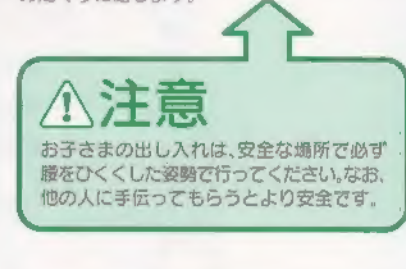 注意
お子さまの出し入れは、安全な場所で必ず
腰をひくくした姿勢で行ってください。なお、
他の人に手伝ってもらうとより安全です。